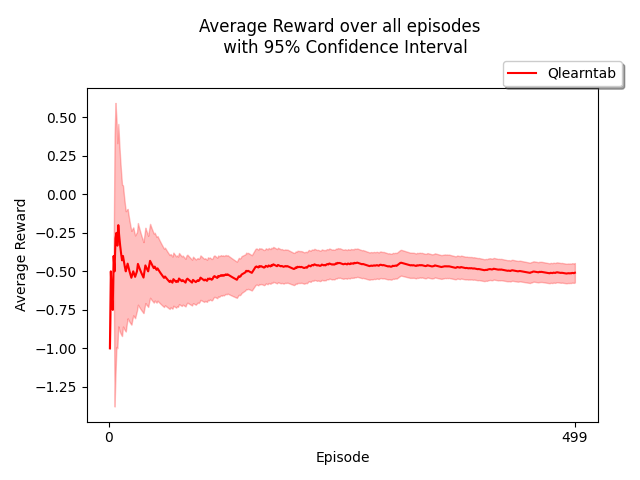 Average Reward over all episodes
with 95% Confidence Interval
Qlearntab
0.50
0.25
0.00
−0.25
−0.50
−0.75
−1.00
−1.25
Average Reward
0
499
Episode